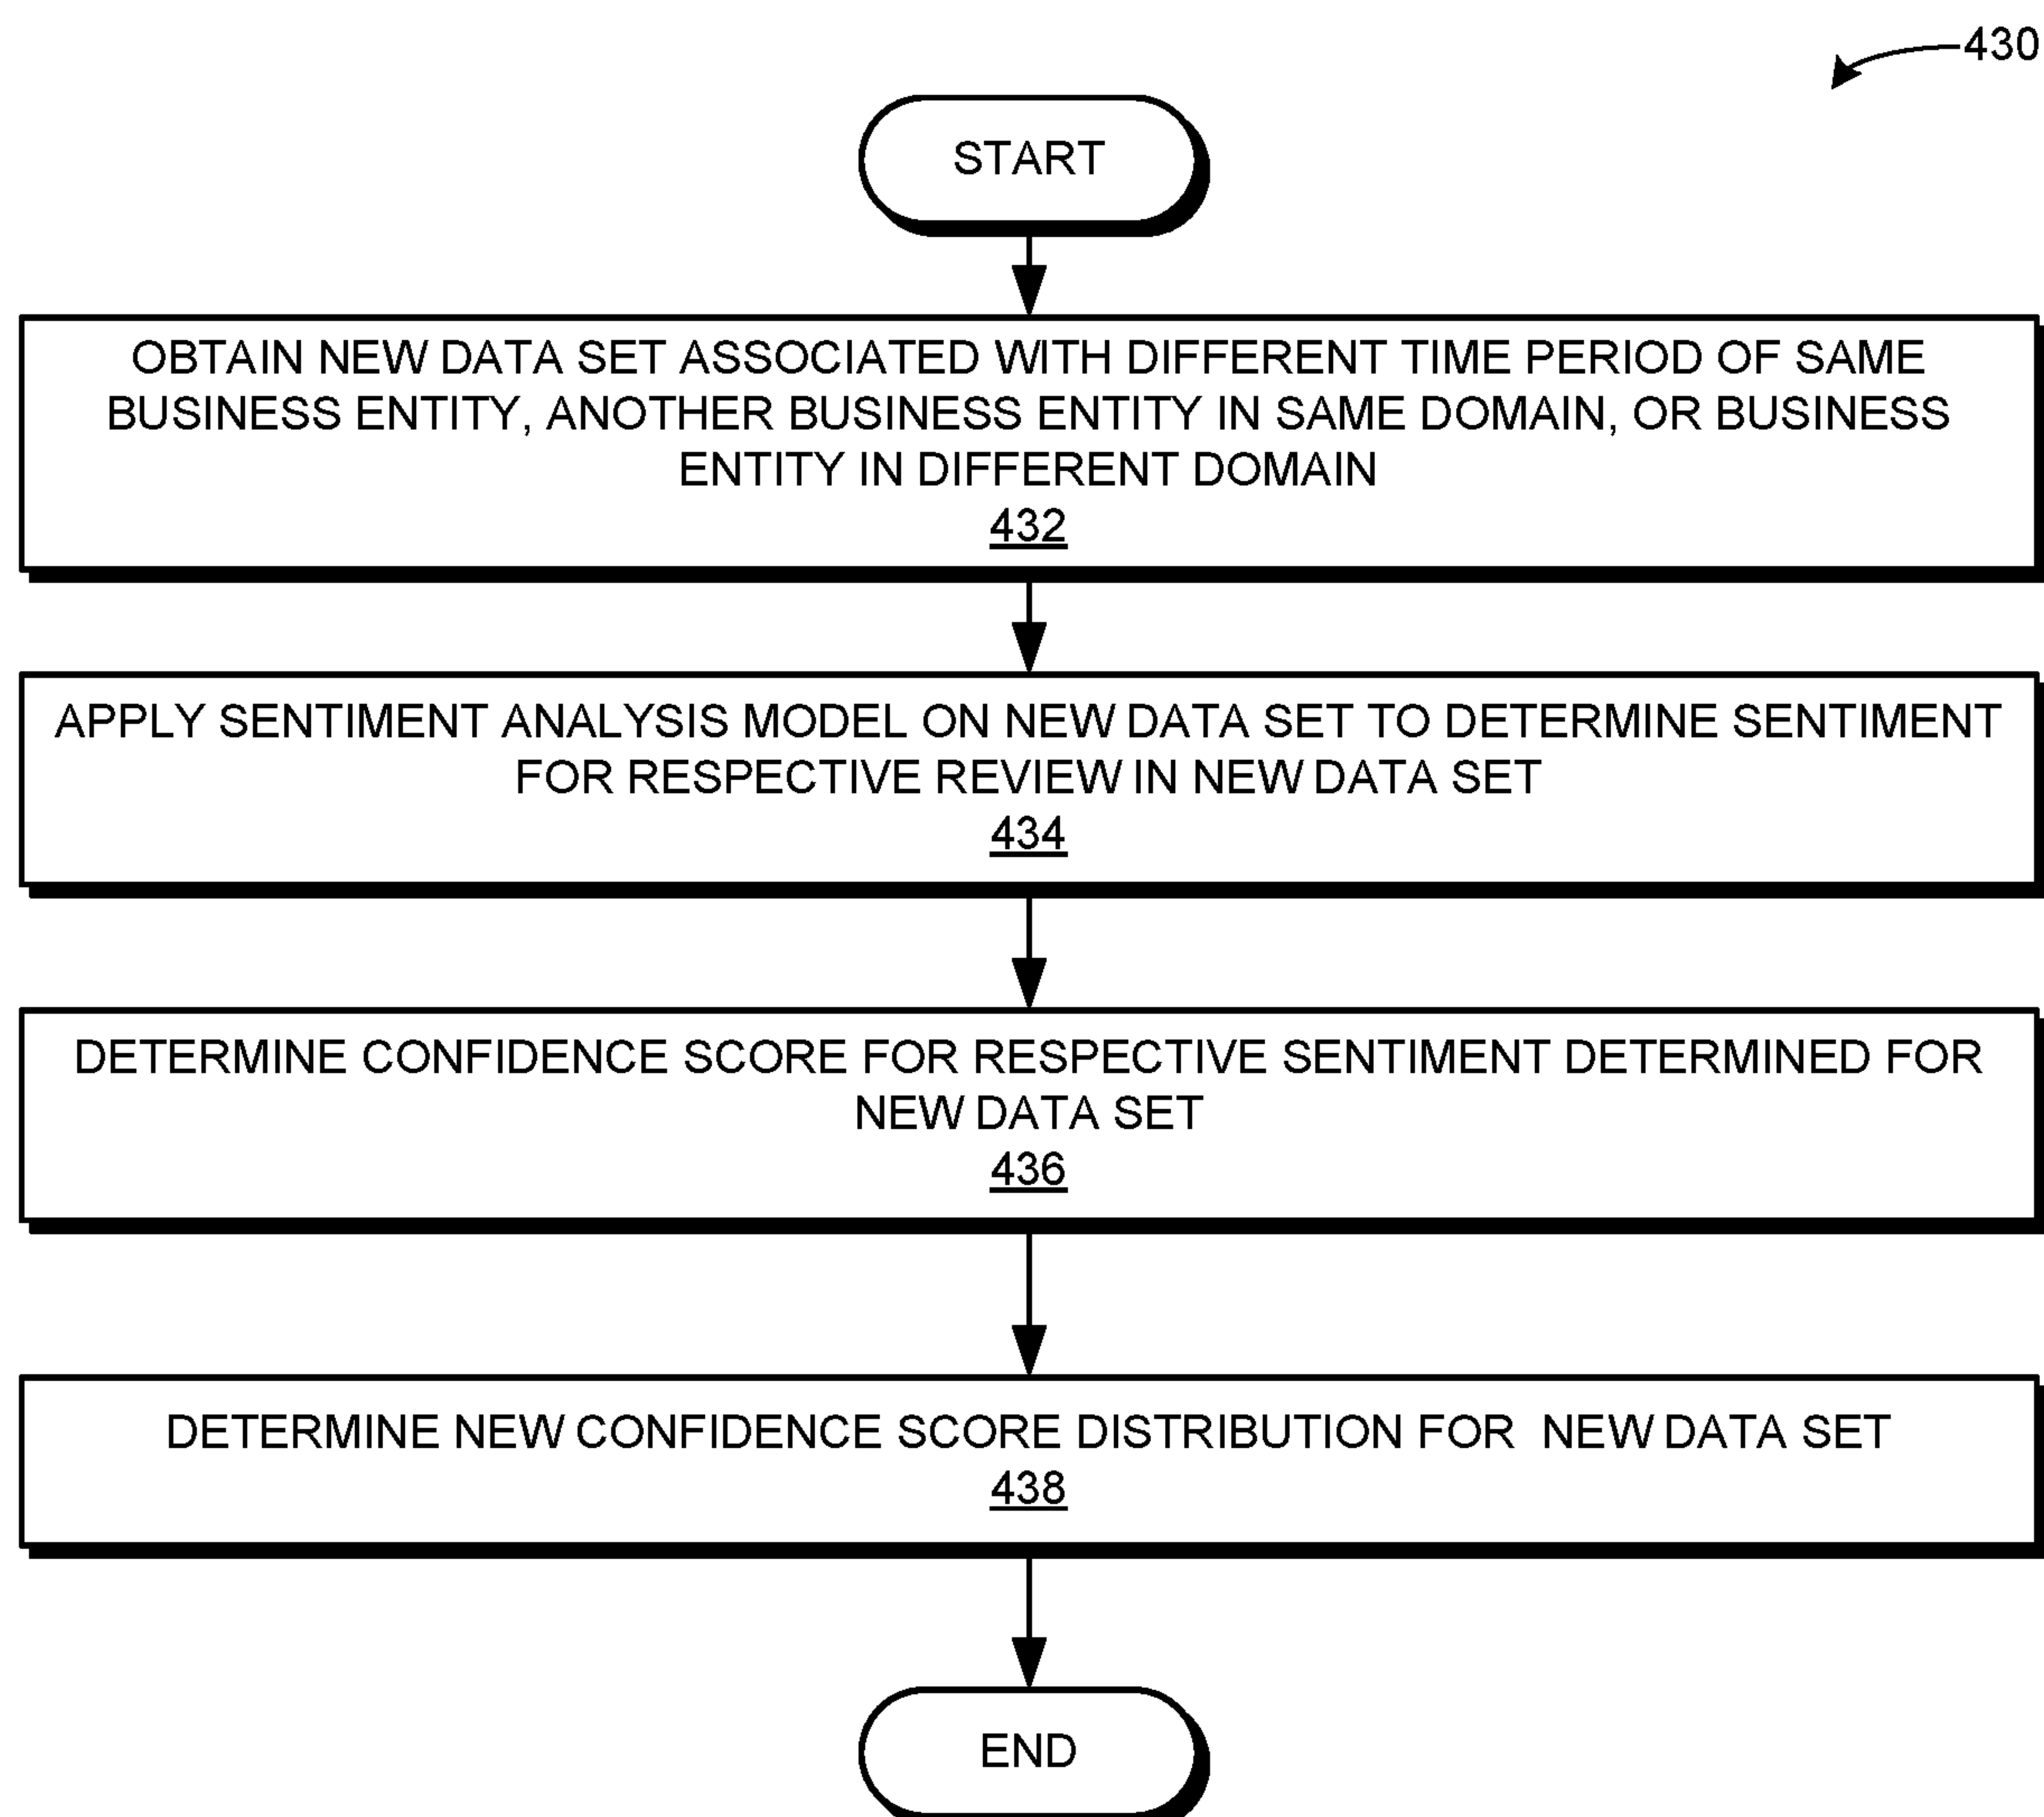 430
START
OBTAIN NEW DATA SET ASSOCIATED WITH DIFFERENT TIME PERIOD OF SAME
BUSINESS ENTITY, ANOTHER BUSINESS ENTITY IN SAME DOMAIN, OR BUSINESS
ENTITY IN DIFFERENT DOMAIN
432
APPLY SENTIMENT ANALYSIS MODEL ON NEW DATA SET TO DETERMINE SENTIMENT
FOR RESPECTIVE REVIEW IN NEW DATA SET
434
DETERMINE CONFIDENCE SCORE FOR RESPECTIVE SENTIMENT DETERMINED FOR
NEW DATA SET
436
DETERMINE NEW CONFIDENCE SCORE DISTRIBUTION FOR NEW DATA SET
438
END